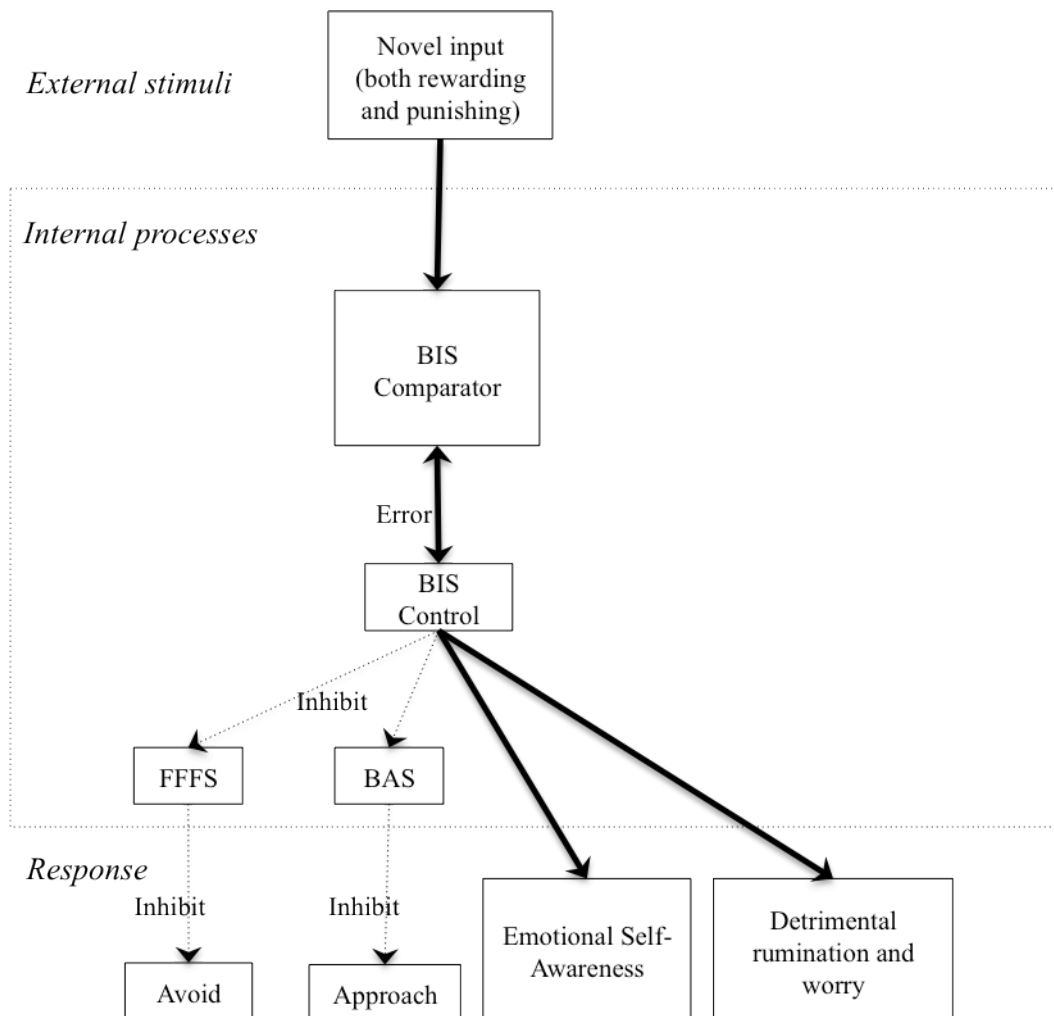 Novel input
(both rewarding
and punishing)
External stimuli
Internal processes
BIS
Comparator
Error
BIS
Control
Inhibit
FFFS
BAS
Response
Inhibit
Inhibit
Emotional Self-
Awareness
Detrimental
rumination and
worry
Avoid
Approach